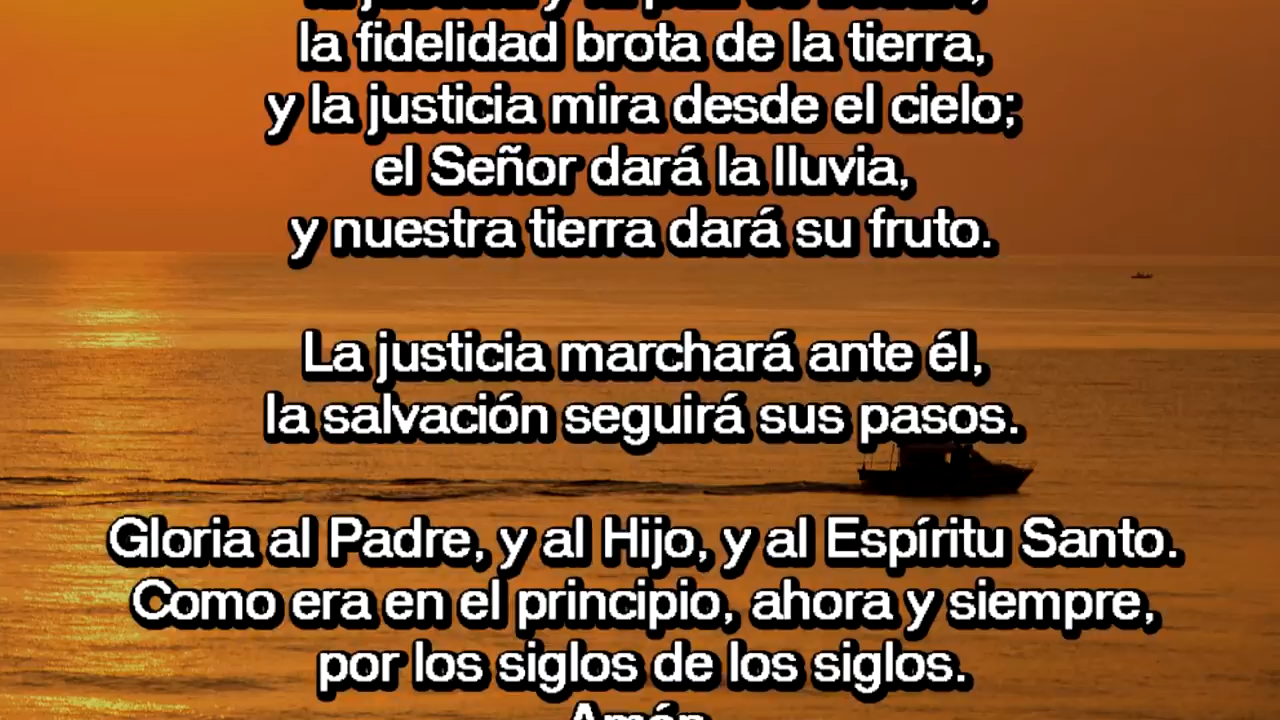 la fidelidad brota de la tierra,
y la justicia mira desde el cielo;
el Señor dará la lluvia,
y nuestra tierra dará su fruto.
La justicia marchará ante él,
la salvación seguirá sus pasos.
Gloria al Padre, y al Hijo, y al Espíritu Santo.
Como era en el principio, ahora y siempre,
por los siglos de los siglos.
Amén